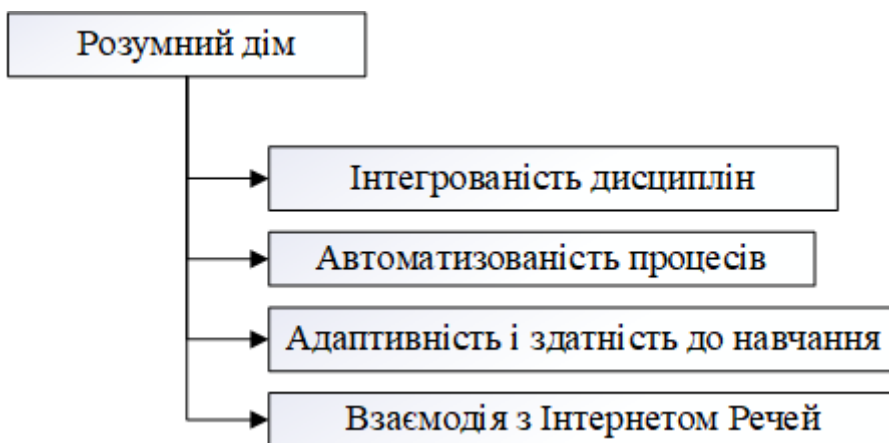 Розумний дім
Інтегрованість дисциплін
Автоматизованість процесів
Адаптивність і здатність до навчання
Взаємодія з Інтернетом Речей